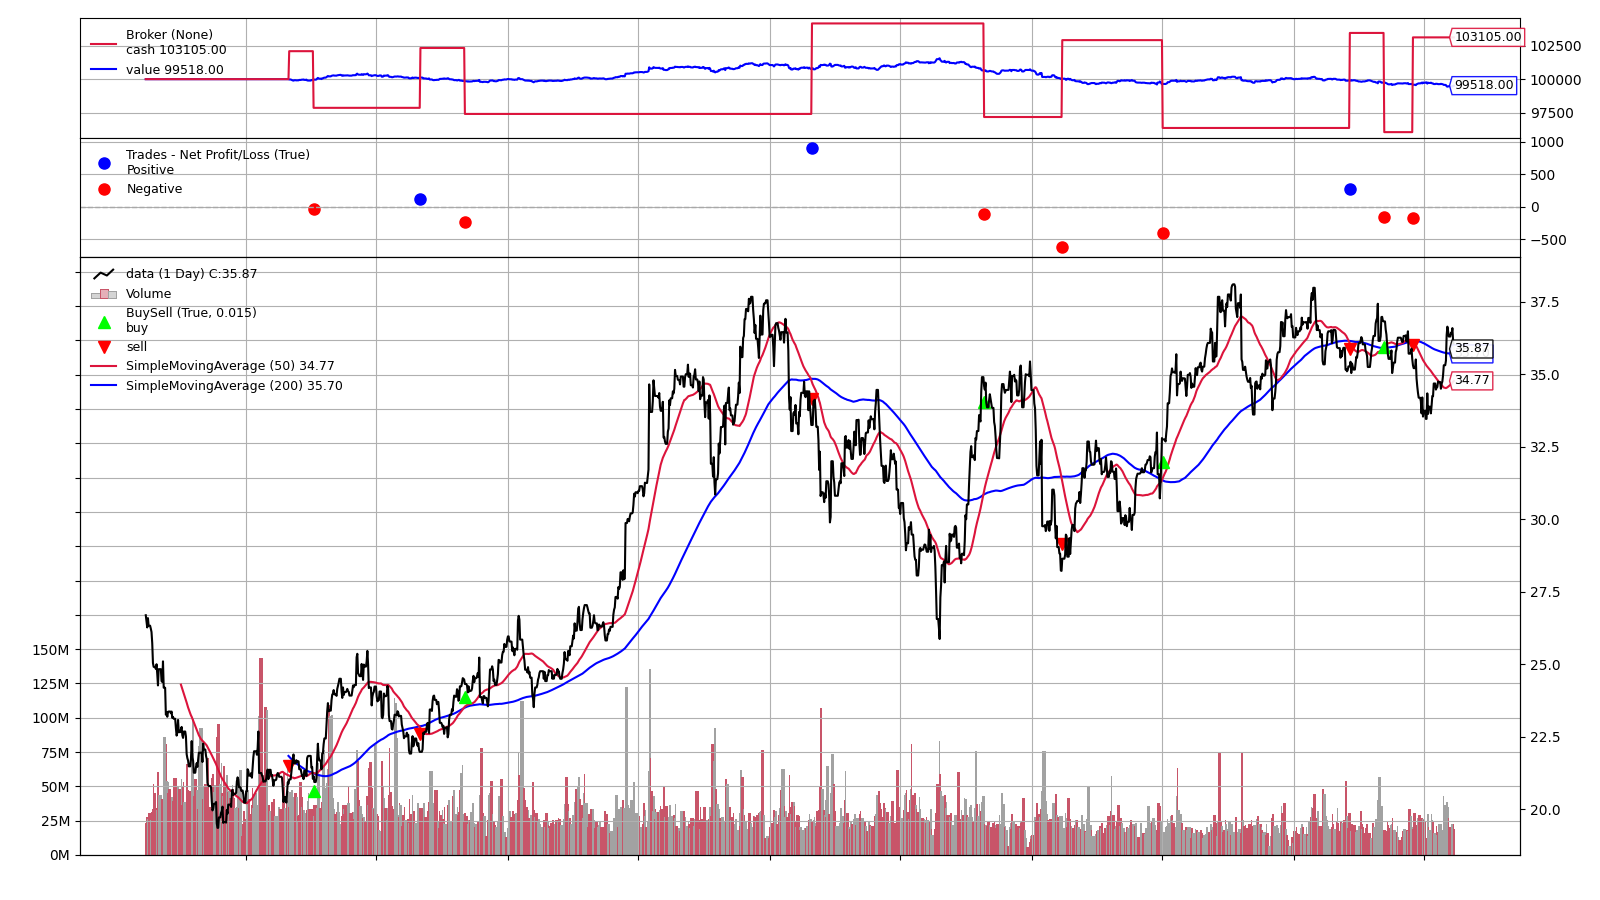 Broker (None)
cash 103105.00
value 99518.00
103105.00
99518.00
102500
100000
97500
Trades - Net Profit/Loss (True)
Positive
Negative
1000
500
0
−500
data (1 Day) C:35.87
Volume
BuySell (True, 0.015)
buy
sell
SimpleMovingAverage (50) 34.77
SimpleMovingAverage (200) 35.70
37.5
35.87
35.0
34.77
32.5
30.0
27.5
25.0
22.5
20.0
150M
125M
100M
75M
50M
25M
0M